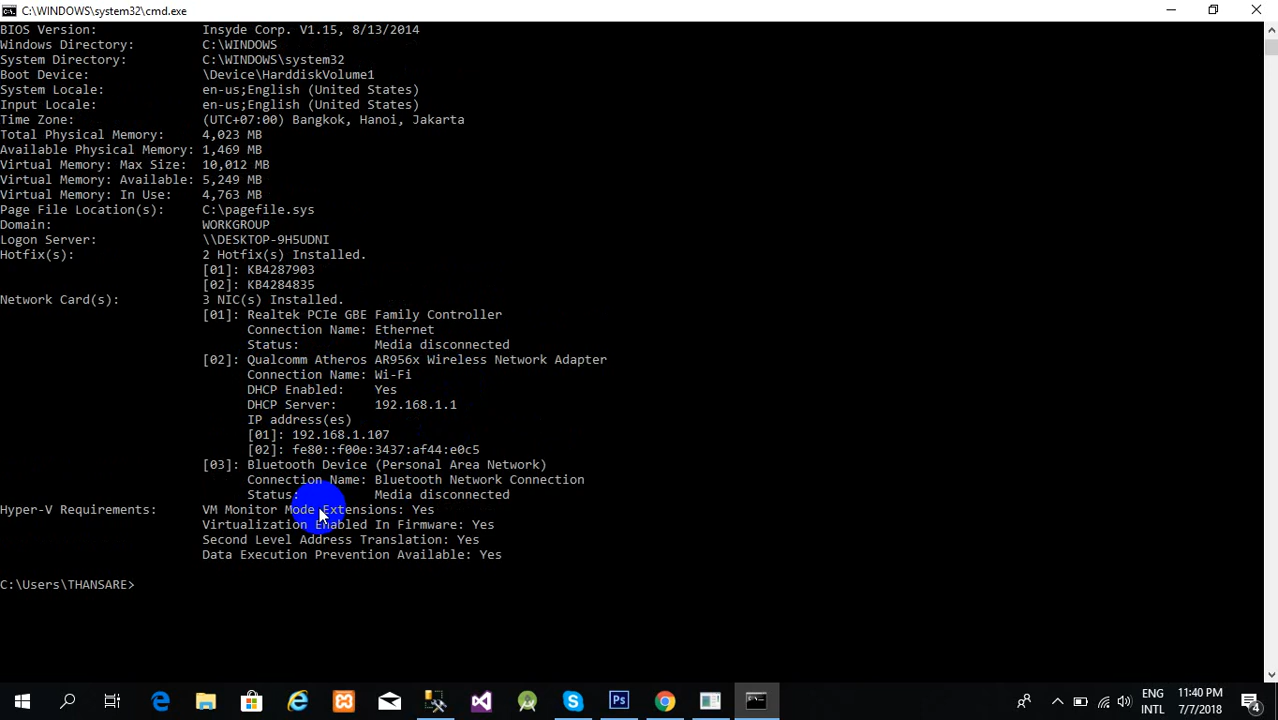 C:\WINDOWS\system32\cmd.exe
BIOS Version: Insyde Corp. V1.15, 8/13/2014
Windows Directory: C:\WINDOWS
System Directory: C:\WINDOWS\system32
Boot Device: \Device\HarddiskVolume1
System Locale: en-us;English (United States)
Input Locale: en-us;English (United States)
Time Zone: (UTC+07:00) Bangkok, Hanoi, Jakarta
Total Physical Memory: 4,023 MB
Available Physical Memory: 1,469 MB
Virtual Memory: Max Size: 10,012 MB
Virtual Memory: Available: 5,249 MB
Virtual Memory: In Use: 4,763 MB
Page File Location(s): C:\pagefile.sys
Domain: WORKGROUP
Logon Server: \\DESKTOP-9H5UDNI
Hotfix(s): 2 Hotfix(s) Installed.
[01]: KB4287903
[02]: KB4284835
Network Card(s): 3 NIC(s) Installed.
[01]: Realtek PCIe GBE Family Controller
Connection Name: Ethernet
Status: Media disconnected
[02]: Qualcomm Atheros AR956x Wireless Network Adapter
Connection Name: Wi-Fi
DHCP Enabled: Yes
DHCP Server: 192.168.1.1
IP address(es)
[01]: 192.168.1.107
[02]: fe80::f00e:3437:af44:e0c5
[03]: Bluetooth Device (Personal Area Network)
Connection Name: Bluetooth Network Connection
Status: Media disconnected
Hyper-V Requirements: VM Monitor Mode Extensions: Yes
Virtualization Enabled In Firmware: Yes
Second Level Address Translation: Yes
Data Execution Prevention Available: Yes
C:\Users\THANSARE>
Ps
ENG
INTL
11:40 PM
7/7/2018
4